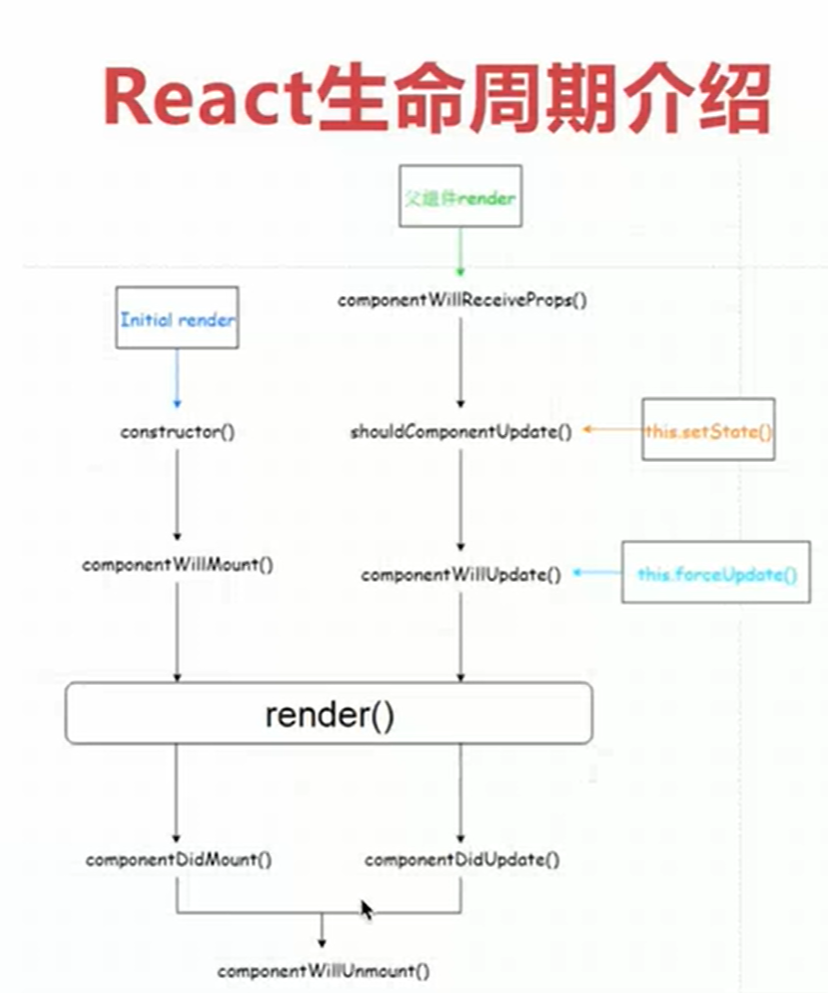 React生命周期介绍
父组件render
componentWillReceiveProps()
Initial render
constructor()
shouldComponentUpdate()
this.setState()
componentWillMount()
componentWillUpdate()
this.forceUpdate()
render()
componentDidMount()
componentDidUpdate()
componentWillUnmount()